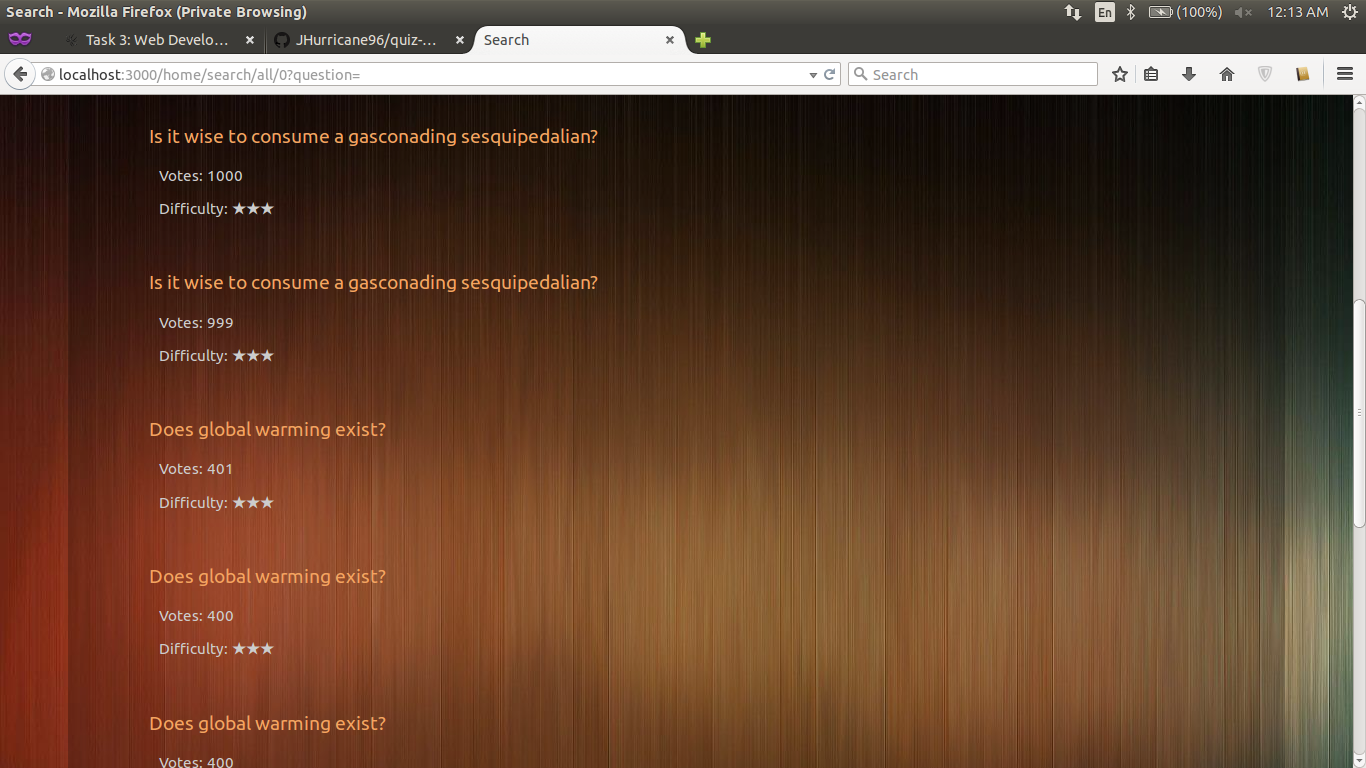 Search - Mozilla Firefox (Private Browsing)
En
(100%)
12:13 AM
Task 3: Web Develo...
JHurricane96/quiz-...
Search
localhost:3000/home/search/all/0?question=
Search
Is it wise to consume a gasconading sesquipedalian?
Votes: 1000
Difficulty: ★★★
Is it wise to consume a gasconading sesquipedalian?
Votes: 999
Difficulty: ★★★
Does global warming exist?
Votes: 401
Difficulty: ★★★
Does global warming exist?
Votes: 400
Difficulty: ★★★
Does global warming exist?
Votes: 400